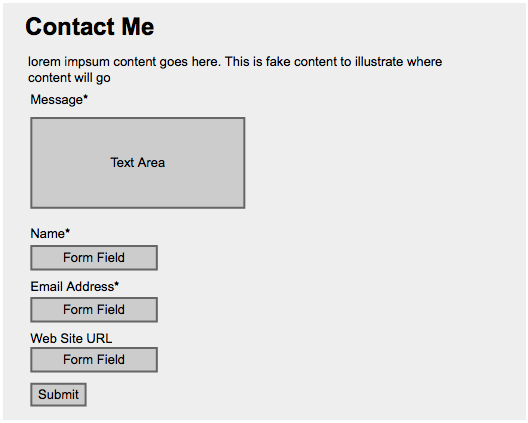 Contact Me
lorem impsum content goes here. This is fake content to illustrate where
content will go
Message*
Text Area
Name*
Form Field
Email Address*
Form Field
Web Site URL
Form Field
Submit